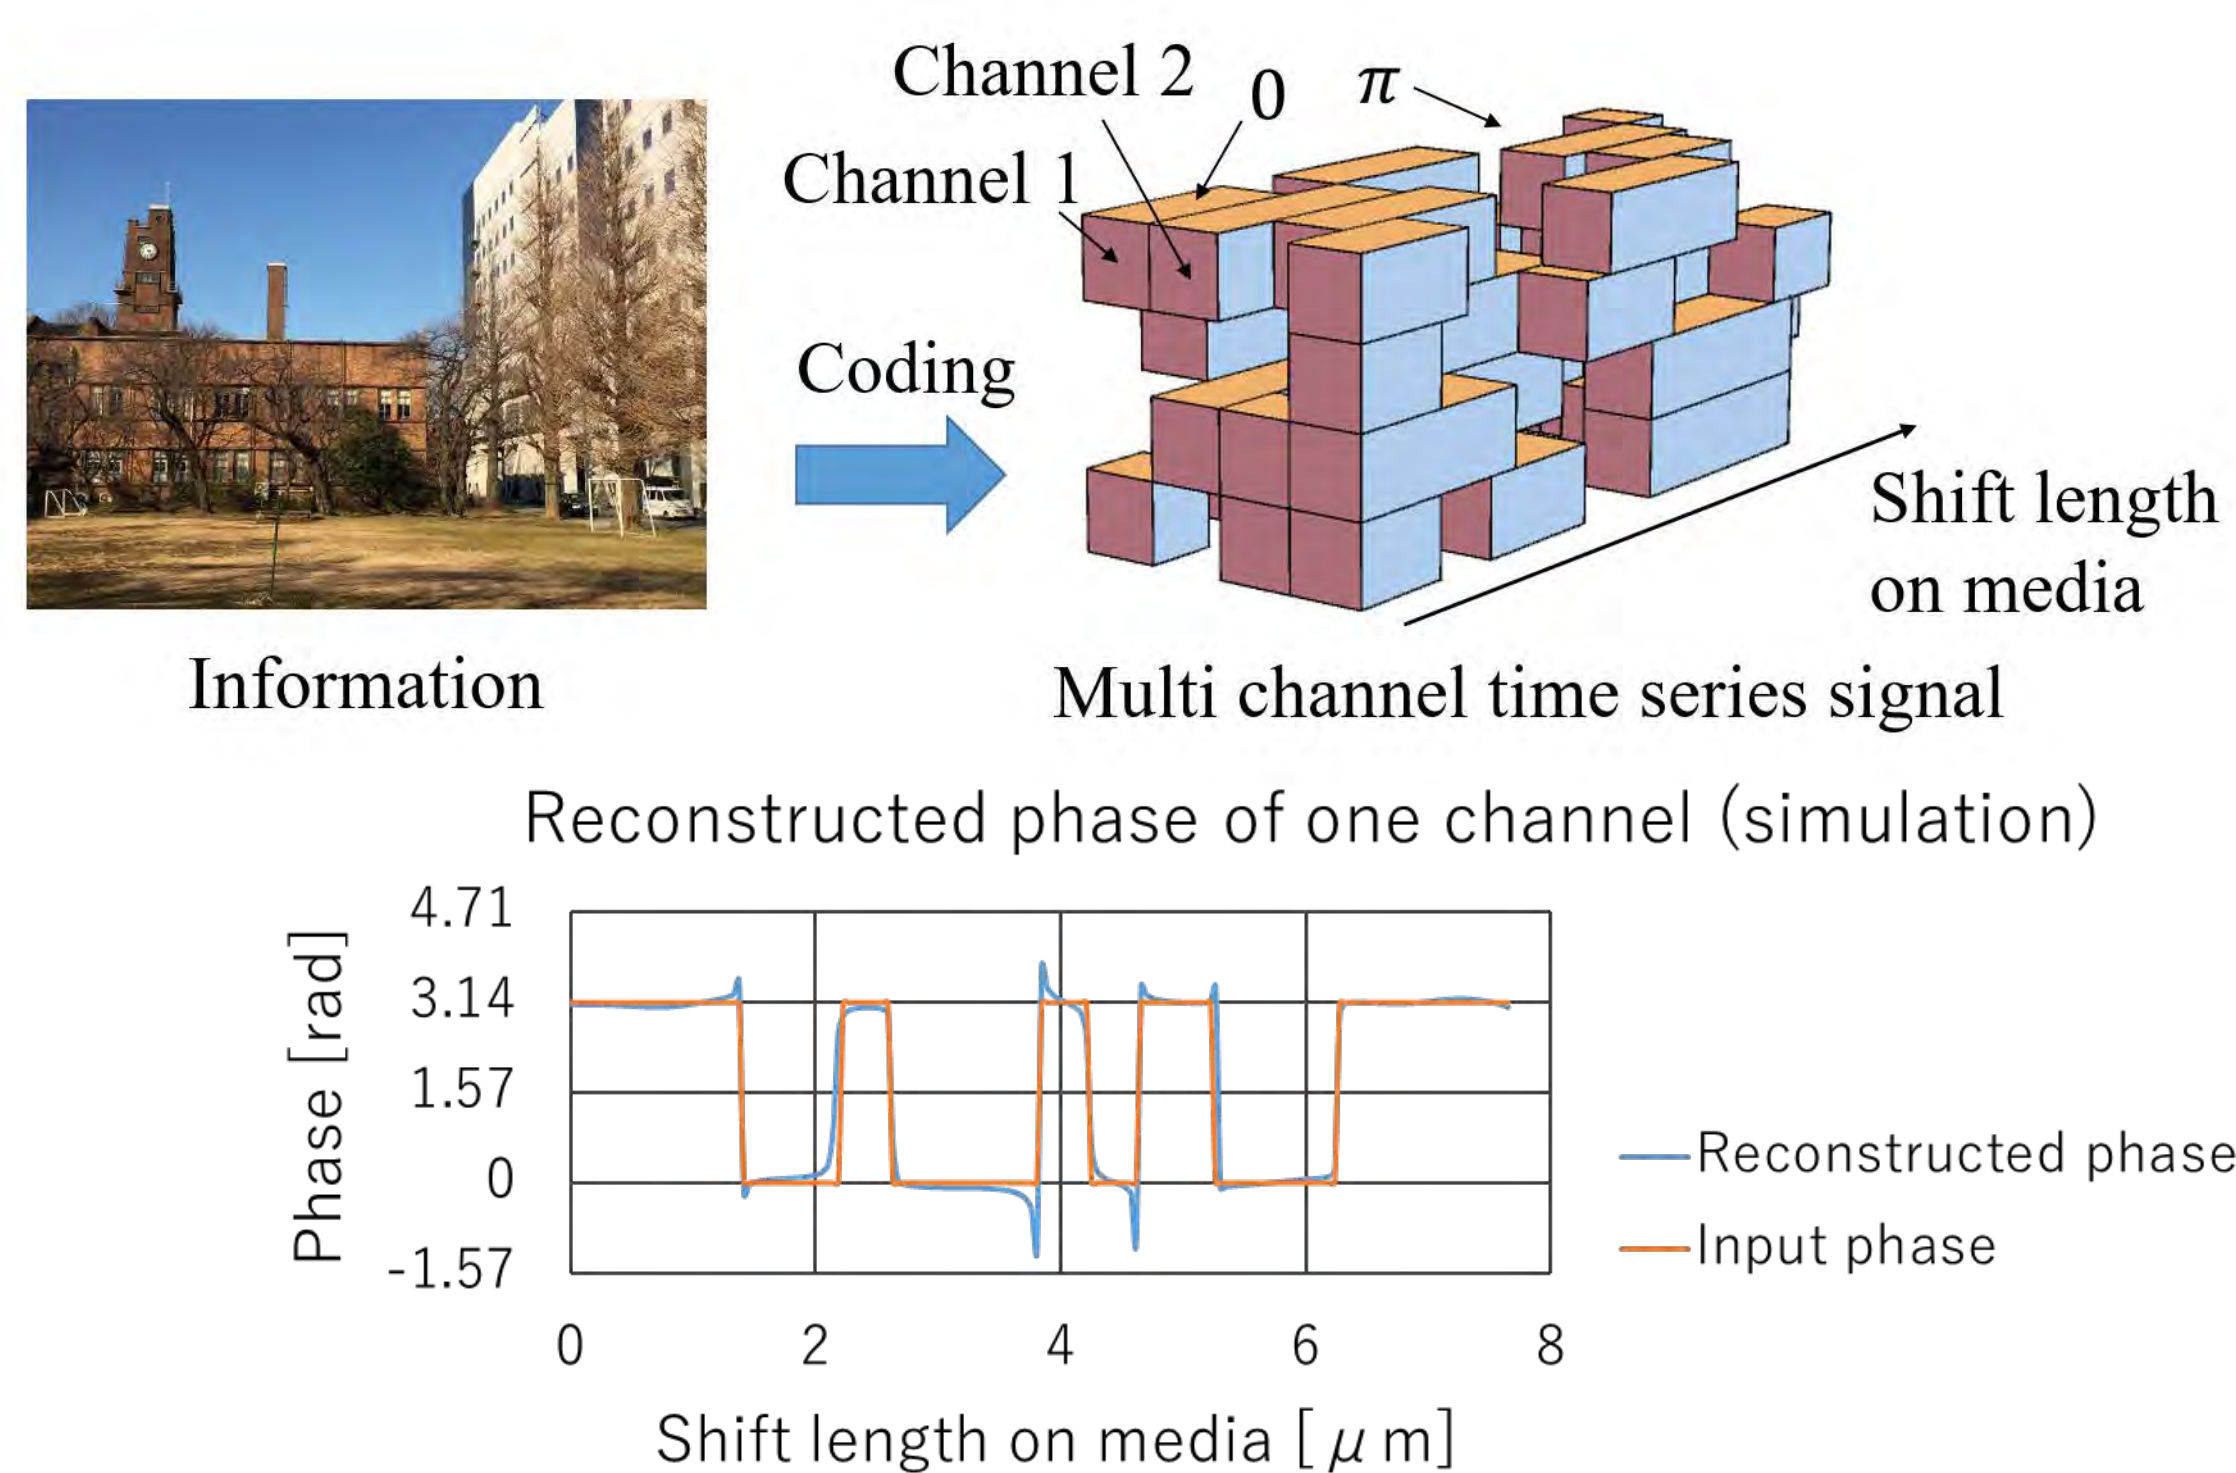 Channel 2
0
π
Channel 1
Coding
Shift length
on media
Information
Multi channel time series signal
Reconstructed phase of one channel (simulation)
Phase [rad]
4.71
3.14
1.57
0
-1.57
0 2 4 6 8
Shift length on media [μm]
Reconstructed phase
Input phase